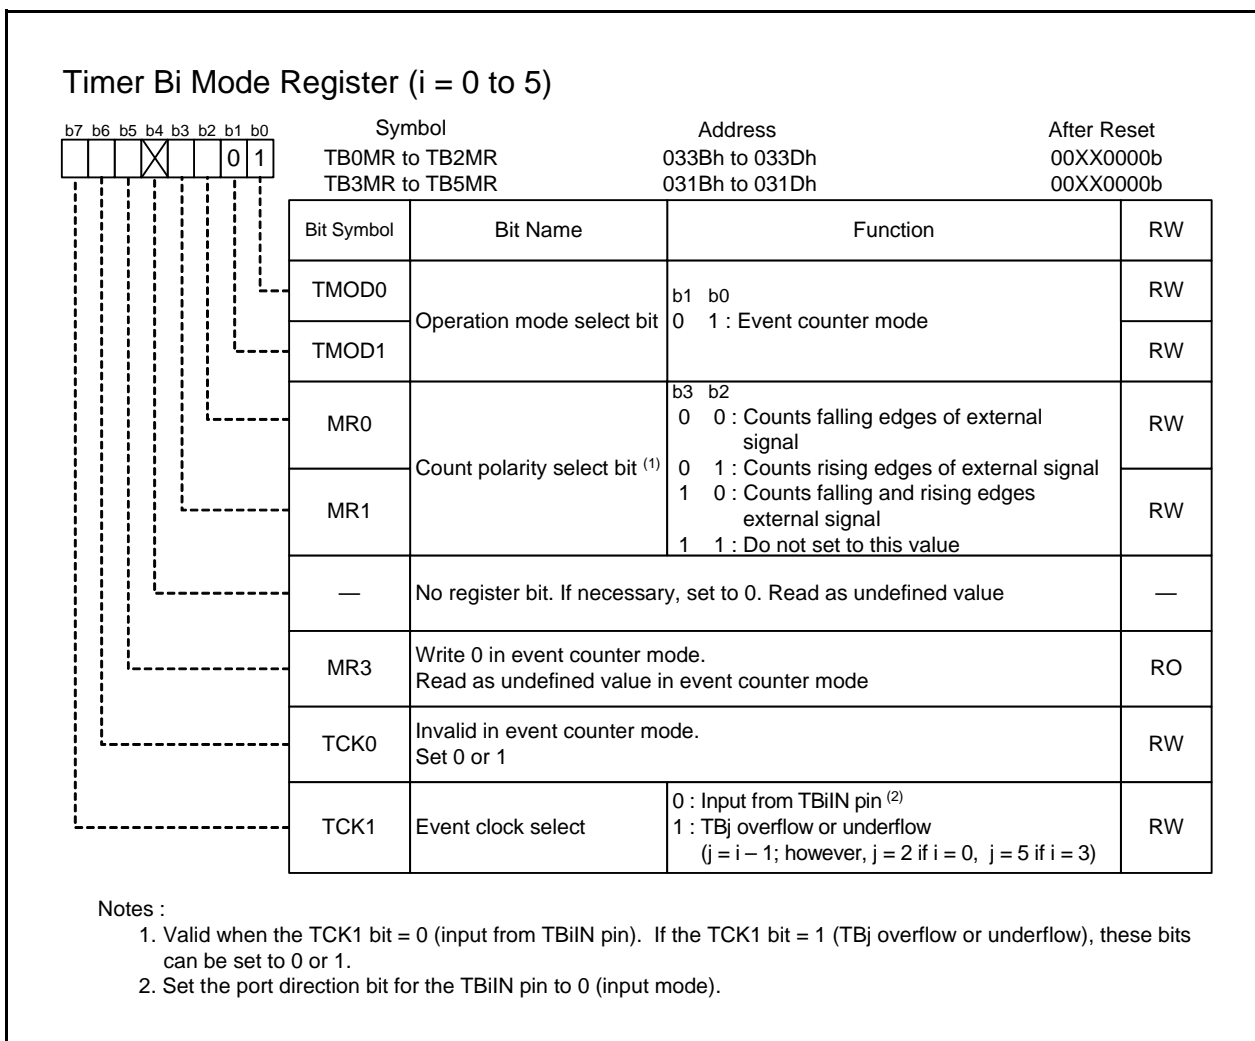 Timer Bi Mode Register (i = 0 to 5)
b7 b6 b5 b4 b3 b2 b1 b0
0 1
Symbol Address After Reset
TB0MR to TB2MR 033Bh to 033Dh 00XX0000b
TB3MR to TB5MR 031Bh to 031Dh 00XX0000b
Bit Symbol Bit Name Function RW
TMOD0 RW
Operation mode select bit
b1 b0
0 1 : Event counter mode
TMOD1 RW
MR0 RW
Count polarity select bit (1)
b3 b2
0 0 : Counts falling edges of external
signal
0 1 : Counts rising edges of external signal
1 0 : Counts falling and rising edges
external signal
1 1 : Do not set to this value
MR1 RW
— No register bit. If necessary, set to 0. Read as undefined value —
MR3 RO
Write 0 in event counter mode.
Read as undefined value in event counter mode
TCK0 RW
Invalid in event counter mode.
Set 0 or 1
TCK1 Event clock select RW
0 : Input from TBiIN pin (2)
1 : TBj overflow or underflow
(j = i – 1; however, j = 2 if i = 0, j = 5 if i = 3)
Notes :
1. Valid when the TCK1 bit = 0 (input from TBiIN pin). If the TCK1 bit = 1 (TBj overflow or underflow), these bits
can be set to 0 or 1.
2. Set the port direction bit for the TBiIN pin to 0 (input mode).